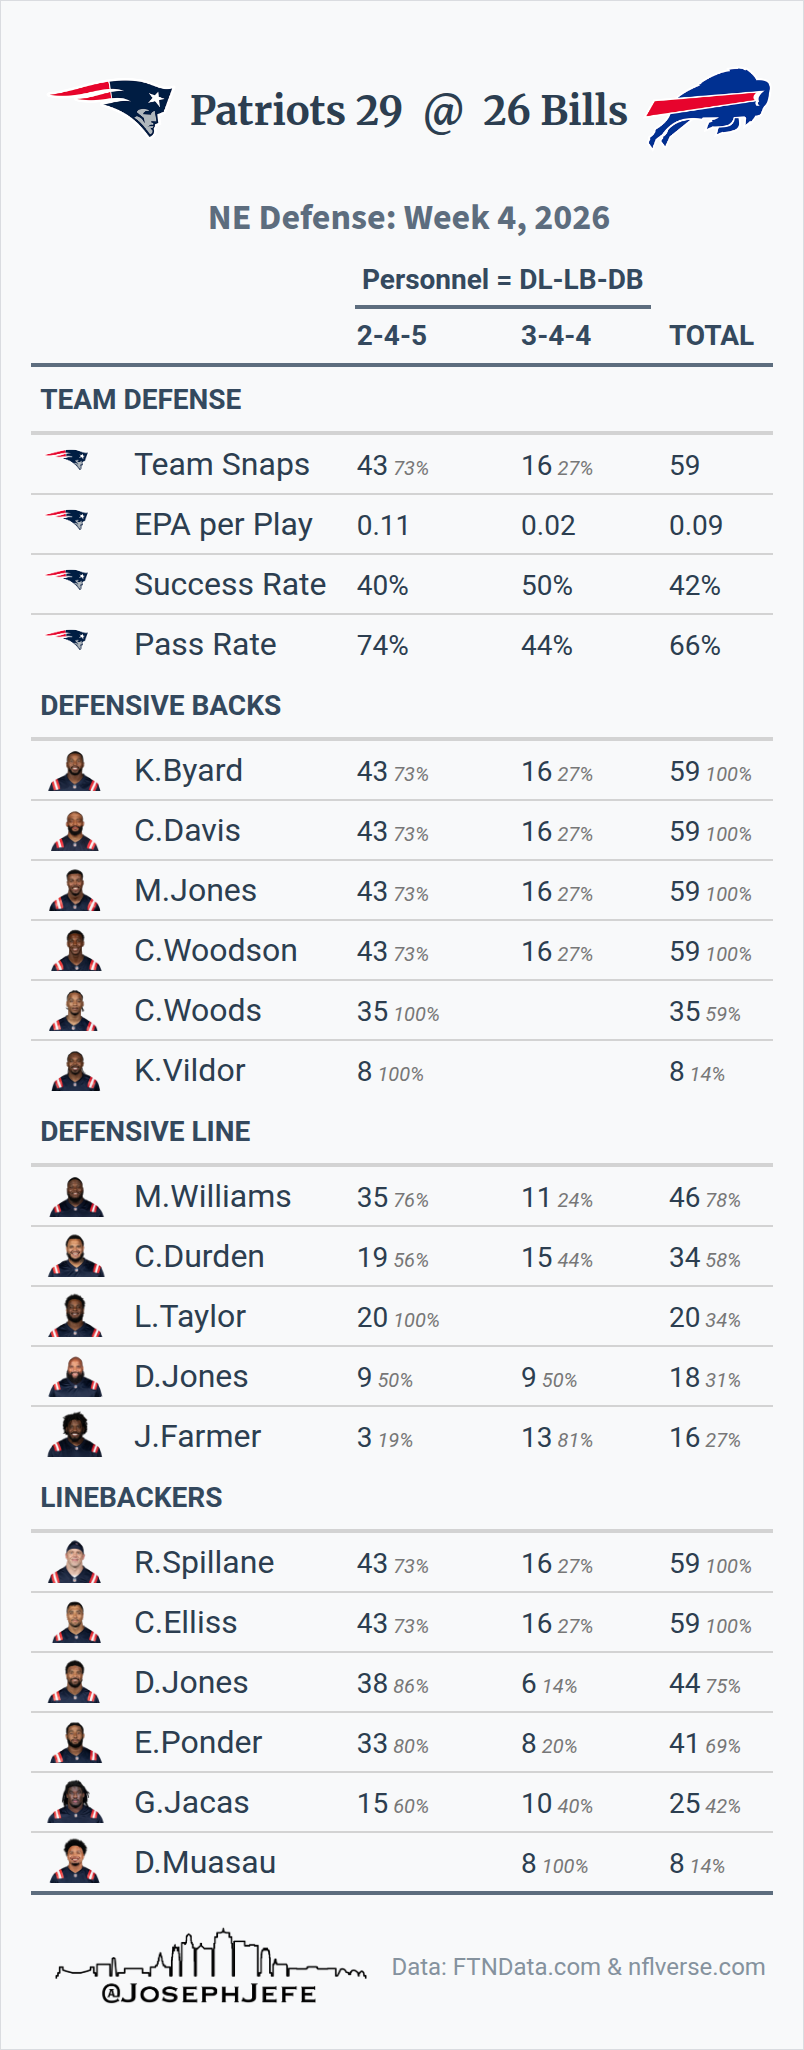 Patriots 29 @ 26 Bills
NE Defense: Week 4, 2026
Personnel = DL-LB-DB
2-4-5 3-4-4 TOTAL
TEAM DEFENSE
Team Snaps 43 73% 16 27% 59
EPA per Play 0.11 0.02 0.09
Success Rate 40% 50% 42%
Pass Rate 74% 44% 66%
DEFENSIVE BACKS
K.Byard 43 73% 16 27% 59 100%
C.Davis 43 73% 16 27% 59 100%
M.Jones 43 73% 16 27% 59 100%
C.Woodson 43 73% 16 27% 59 100%
C.Woods 35 100% 35 59%
K.Vildor 8 100% 8 14%
DEFENSIVE LINE
M.Williams 35 76% 11 24% 46 78%
C.Durden 19 56% 15 44% 34 58%
L.Taylor 20 100% 20 34%
D.Jones 9 50% 9 50% 18 31%
J.Farmer 3 19% 13 81% 16 27%
LINEBACKERS
R.Spillane 43 73% 16 27% 59 100%
C.Elliss 43 73% 16 27% 59 100%
D.Jones 38 86% 6 14% 44 75%
E.Ponder 33 80% 8 20% 41 69%
G.Jacas 15 60% 10 40% 25 42%
D.Muasau 8 100% 8 14%
@JOSEPHJEFE
Data: FTNData.com & nflverse.com